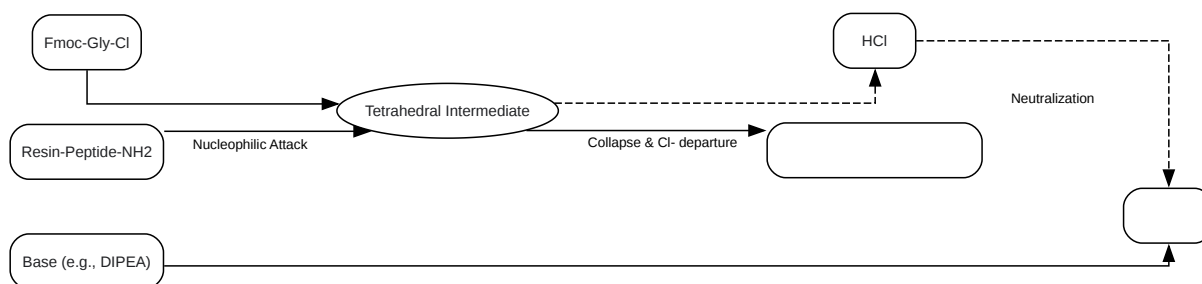 Fmoc-Gly-Cl
HCl
Tetrahedral Intermediate
Neutralization
Resin-Peptide-NH2
Nucleophilic Attack
Collapse & Cl- departure
Base (e.g., DIPEA)